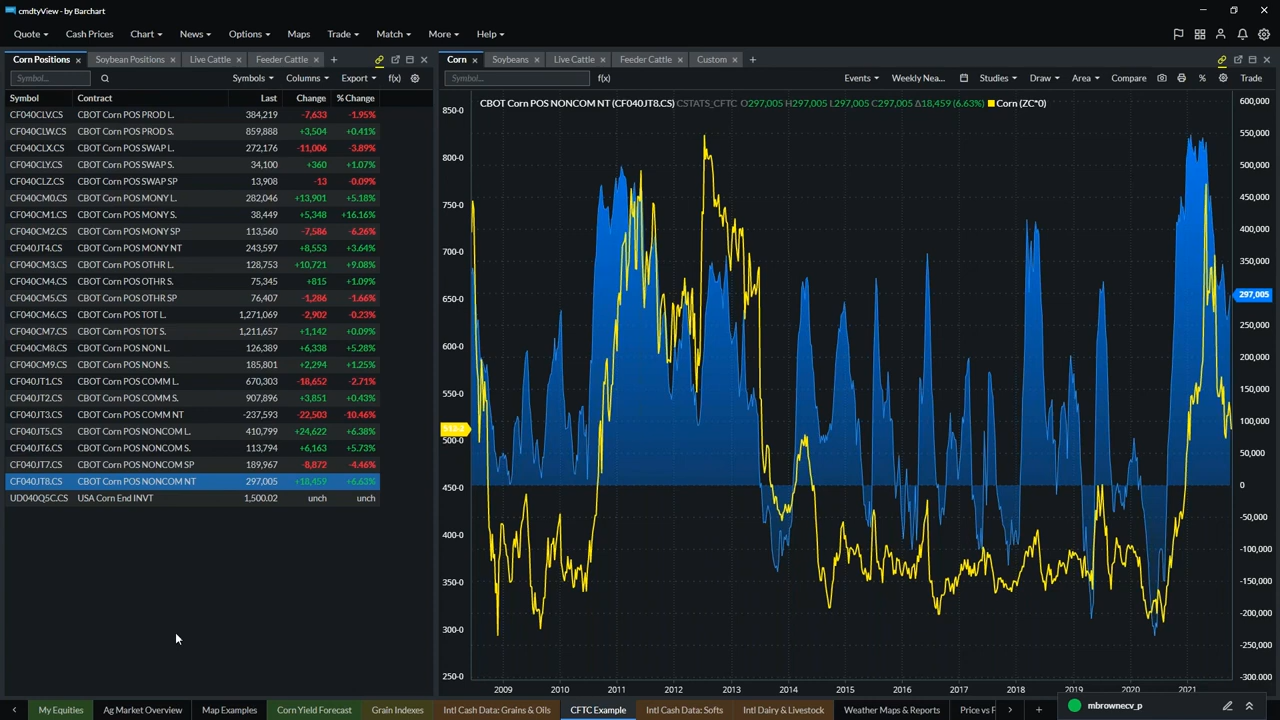 cmdtyView - by Barchart
Quote Cash Prices Chart News Options Maps Trade Match More Help
Corn Positions Soybean Positions Live Cattle Feeder Cattle
Symbol... Symbols Columns Export f(x)
Symbol Contract Last Change % Change
CF040CLV.CS CBOT Corn POS PROD L. 384,219 -7,633 -1.95%
CF040CLW.CS CBOT Corn POS PROD S. 859,888 +3,504 +0.41%
CF040CLX.CS CBOT Corn POS SWAP L. 272,176 -11,006 -3.89%
CF040CLY.CS CBOT Corn POS SWAP S. 34,100 +360 +1.07%
CF040CLZ.CS CBOT Corn POS SWAP SP 13,908 -13 -0.09%
CF040CM0.CS CBOT Corn POS MONY L. 282,046 +13,901 +5.18%
CF040CM1.CS CBOT Corn POS MONY S. 38,449 +5,348 +16.16%
CF040CM2.CS CBOT Corn POS MONY SP 113,560 -7,586 -6.26%
CF040JT4.CS CBOT Corn POS MONY NT 243,597 +8,553 +3.64%
CF040CM3.CS CBOT Corn POS OTHR L. 128,753 +10,721 +9.08%
CF040CM4.CS CBOT Corn POS OTHR S. 75,345 +815 +1.09%
CF040CM5.CS CBOT Corn POS OTHR SP 76,407 -1,286 -1.66%
CF040CM6.CS CBOT Corn POS TOT L. 1,271,069 -2,902 -0.23%
CF040CM7.CS CBOT Corn POS TOT S. 1,211,657 +1,142 +0.09%
CF040CM8.CS CBOT Corn POS NON L. 126,389 +6,338 +5.28%
CF040CM9.CS CBOT Corn POS NON S. 185,801 +2,294 +1.25%
CF040JT1.CS CBOT Corn POS COMM L. 670,303 -18,652 -2.71%
CF040JT2.CS CBOT Corn POS COMM S. 907,896 +3,851 +0.43%
CF040JT3.CS CBOT Corn POS COMM NT -237,593 -22,503 -10.46%
CF040JT5.CS CBOT Corn POS NONCOM L. 410,799 +24,622 +6.38%
CF040JT6.CS CBOT Corn POS NONCOM S. 113,794 +6,163 +5.73%
CF040JT7.CS CBOT Corn POS NONCOM SP 189,967 -8,872 -4.46%
CF040JT8.CS CBOT Corn POS NONCOM NT 297,005 +18,459 +6.63%
UD040Q5C.CS USA Corn End INVT 1,500.02 unch unch
Corn Soybeans Live Cattle Feeder Cattle Custom
Symbol... f(x) Events Weekly Nea... Studies Draw Area Compare % Trade
CBOT Corn POS NONCOM NT (CF040JT8.CS) CSTATS_CFTC O297,005 H297,005 L297,005 C297,005 Δ18,459 (6.63%) Corn (ZC*0)
850-0
800-0
750-0
700-0
650-0
600-0
550-0
512-2
500-0
450-0
400-0
350-0
300-0
250-0
600,000
550,000
500,000
450,000
400,000
350,000
297,005
250,000
200,000
150,000
100,000
50,000
0
-50,000
-100,000
-150,000
-200,000
-250,000
-300,000
2009 2010 2011 2012 2013 2014 2015 2016 2017 2018 2019 2020 2021
mbrownecv_p
My Equities Ag Market Overview Map Examples Corn Yield Forecast Grain Indexes Intl Cash Data: Grains & Oils CFTC Example Intl Cash Data: Softs Intl Dairy & Livestock Weather Maps & Reports Price vs F